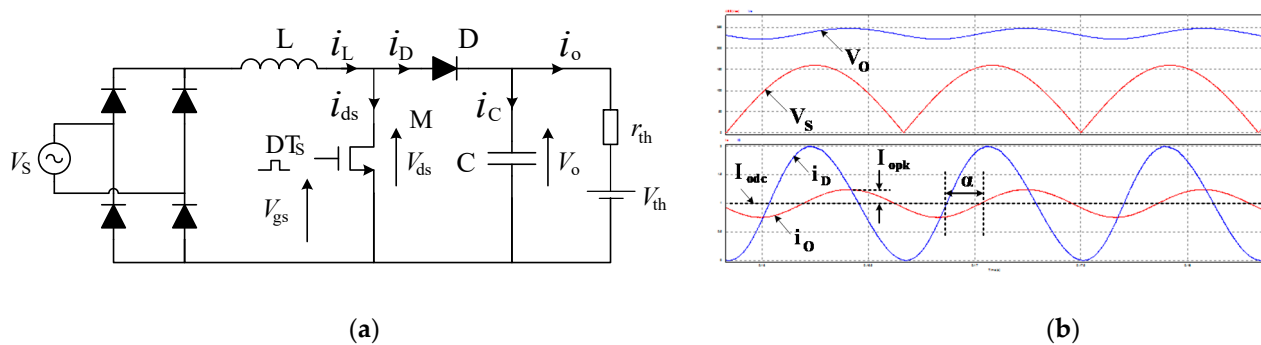 L
i_L
i_D
D
i_o
i_ds
M
i_C
r_th
V_S
DT_S
V_ds
C
V_o
V_gs
V_th
(a)
V_O
V_S
I_odc
i_D
I_opk
α
i_O
(b)